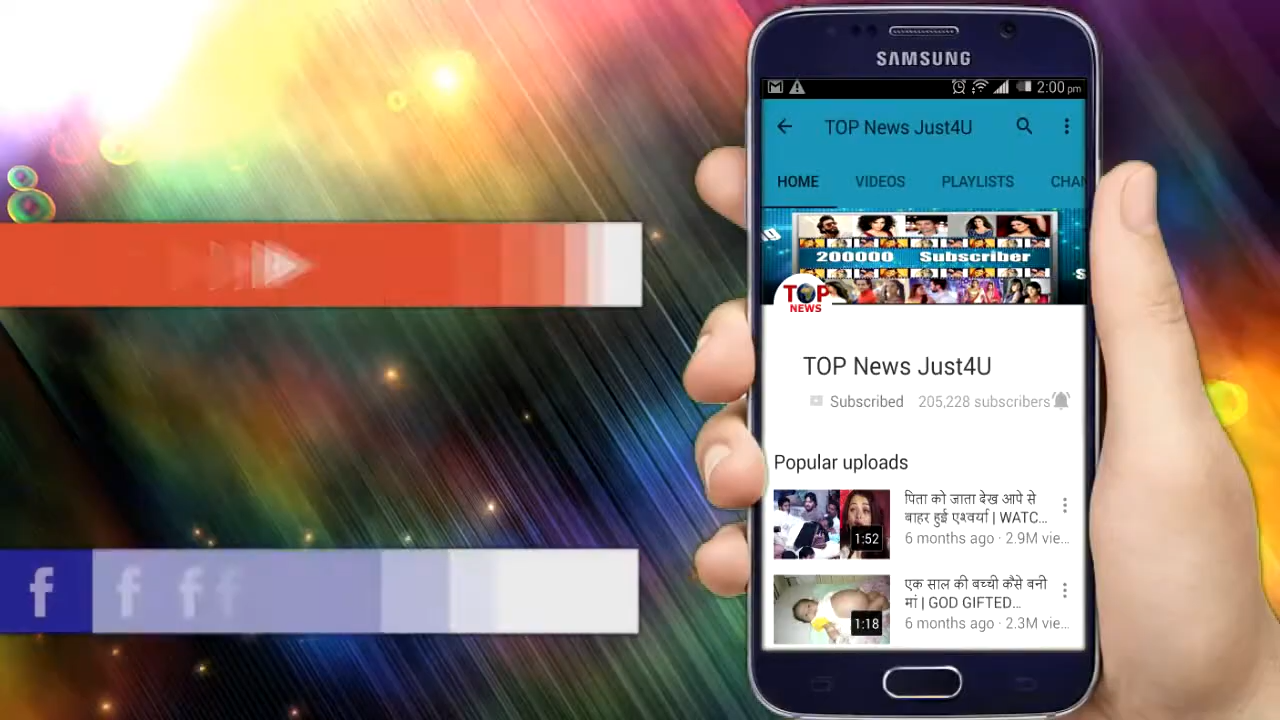 SAMSUNG
2:00 pm
TOP News Just4U
HOME VIDEOS PLAYLISTS CHAN
200000 Subscriber
TOP
NEWS
TOP News Just4U
Subscribed 205,228 subscribers
Popular uploads
पिता को जाता देख आपे से
बाहर हुई एश्वर्या | WATC...
6 months ago · 2.9M vie...
1:52
एक साल की बच्ची कैसे बनी
मां | GOD GIFTED...
6 months ago · 2.3M vie...
1:18